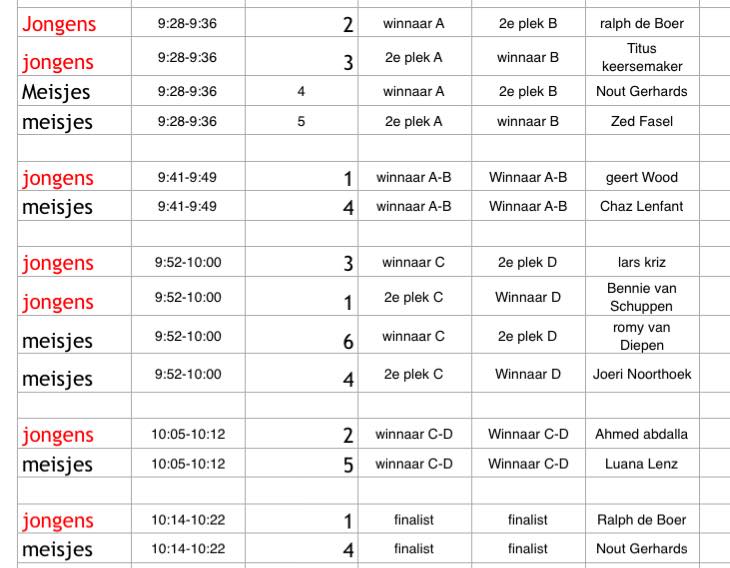 Jongens 9:28-9:36 2 winnaar A 2e plek B ralph de Boer
jongens 9:28-9:36 3 2e plek A winnaar B Titus keersemaker
Meisjes 9:28-9:36 4 winnaar A 2e plek B Nout Gerhards
meisjes 9:28-9:36 5 2e plek A winnaar B Zed Fasel
jongens 9:41-9:49 1 winnaar A-B Winnaar A-B geert Wood
meisjes 9:41-9:49 4 winnaar A-B Winnaar A-B Chaz Lenfant
jongens 9:52-10:00 3 winnaar C 2e plek D lars kriz
jongens 9:52-10:00 1 2e plek C Winnaar D Bennie van Schuppen
meisjes 9:52-10:00 6 winnaar C 2e plek D romy van Diepen
meisjes 9:52-10:00 4 2e plek C Winnaar D Joeri Noorthoek
jongens 10:05-10:12 2 winnaar C-D Winnaar C-D Ahmed abdalla
meisjes 10:05-10:12 5 winnaar C-D Winnaar C-D Luana Lenz
jongens 10:14-10:22 1 finalist finalist Ralph de Boer
meisjes 10:14-10:22 4 finalist finalist Nout Gerhards